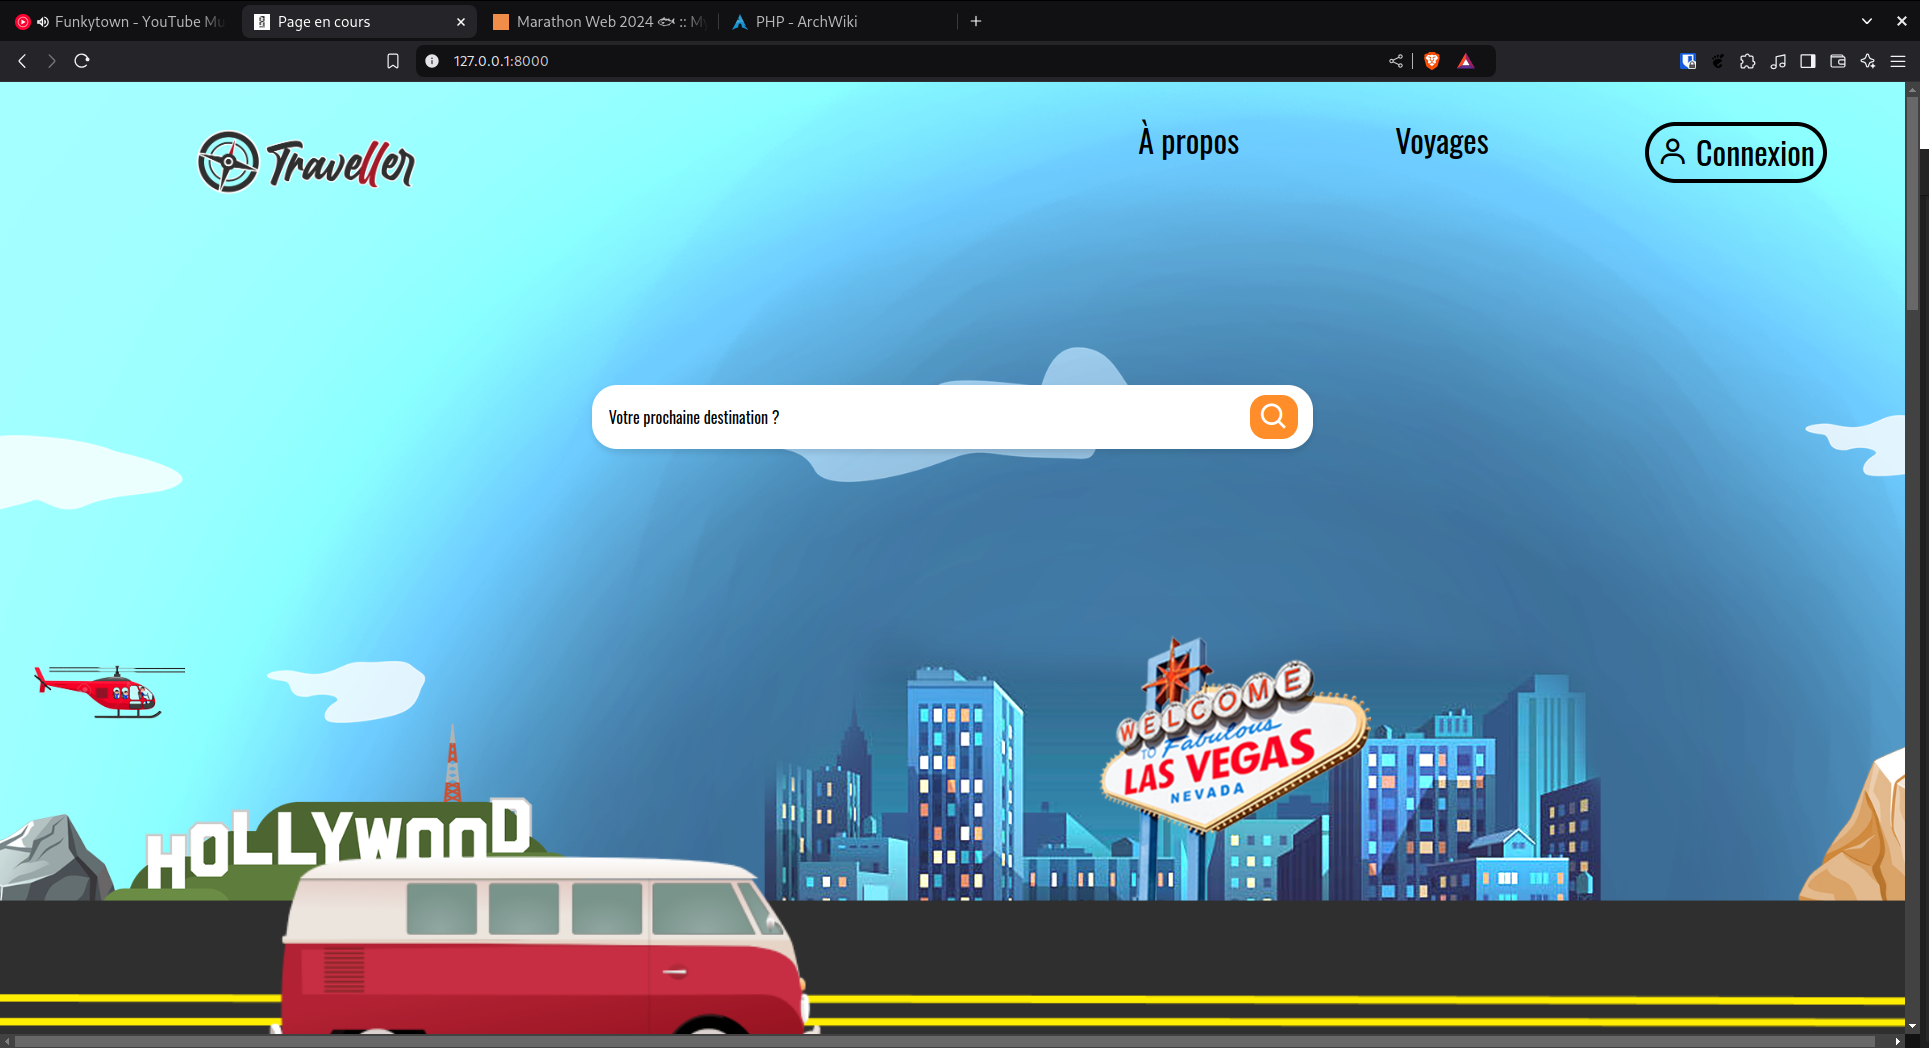 Funkytown - YouTube Mu
Page en cours
Marathon Web 2024 🐟 :: M
PHP - ArchWiki
127.0.0.1:8000
Traveller
À propos
Voyages
Connexion
Votre prochaine destination ?
WELCOME
TO Fabulous
LAS VEGAS
NEVADA
HOLLYWOOD